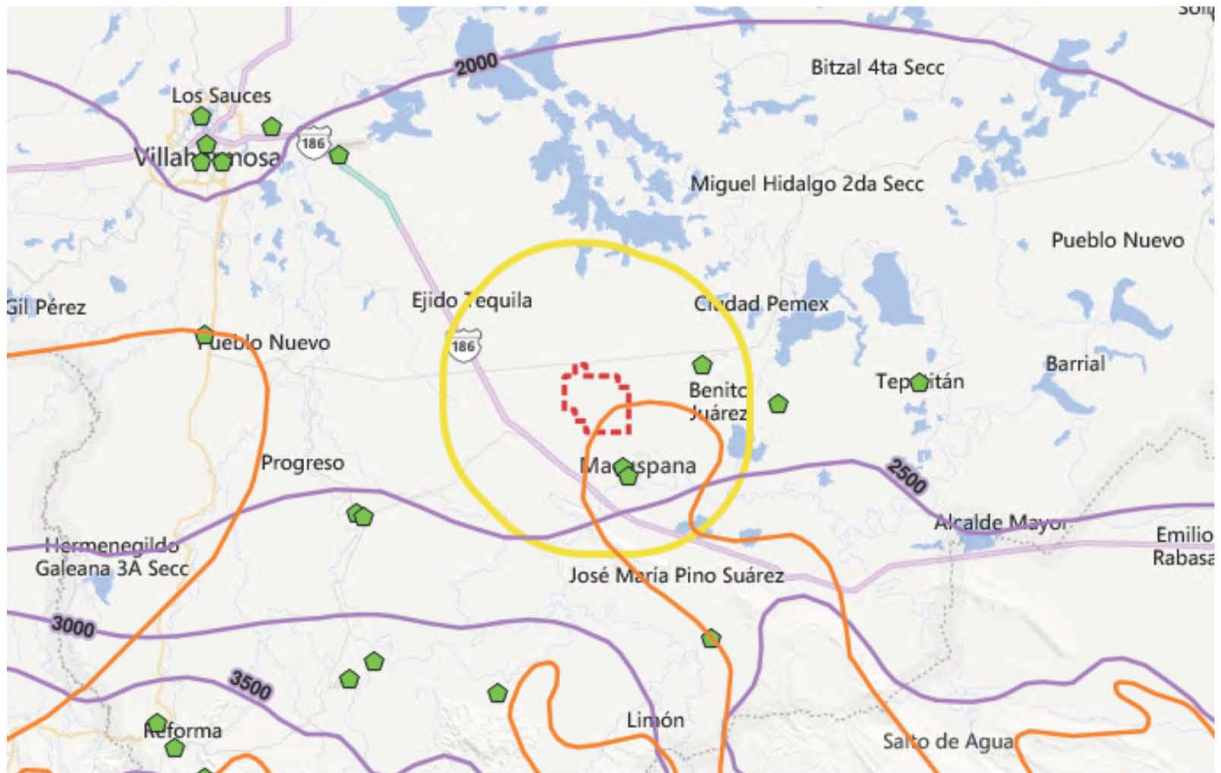 2000
Bitzal 4ta Secc
Los Sauces
186
Miguel Hidalgo 2da Secc
Pueblo Nuevo
Ejido Tequila
Ciudad Pemex
Gil Pérez
Pueblo Nuevo
186
Barrial
Benito
Juárez
Macuspana
Progreso
2500
Alcalde Mayor
Hermenegildo
Galeana 3A Secc
Emilio
Rabasa
José María Pino Suárez
3000
3500
Limón
Reforma
Salto de Agua